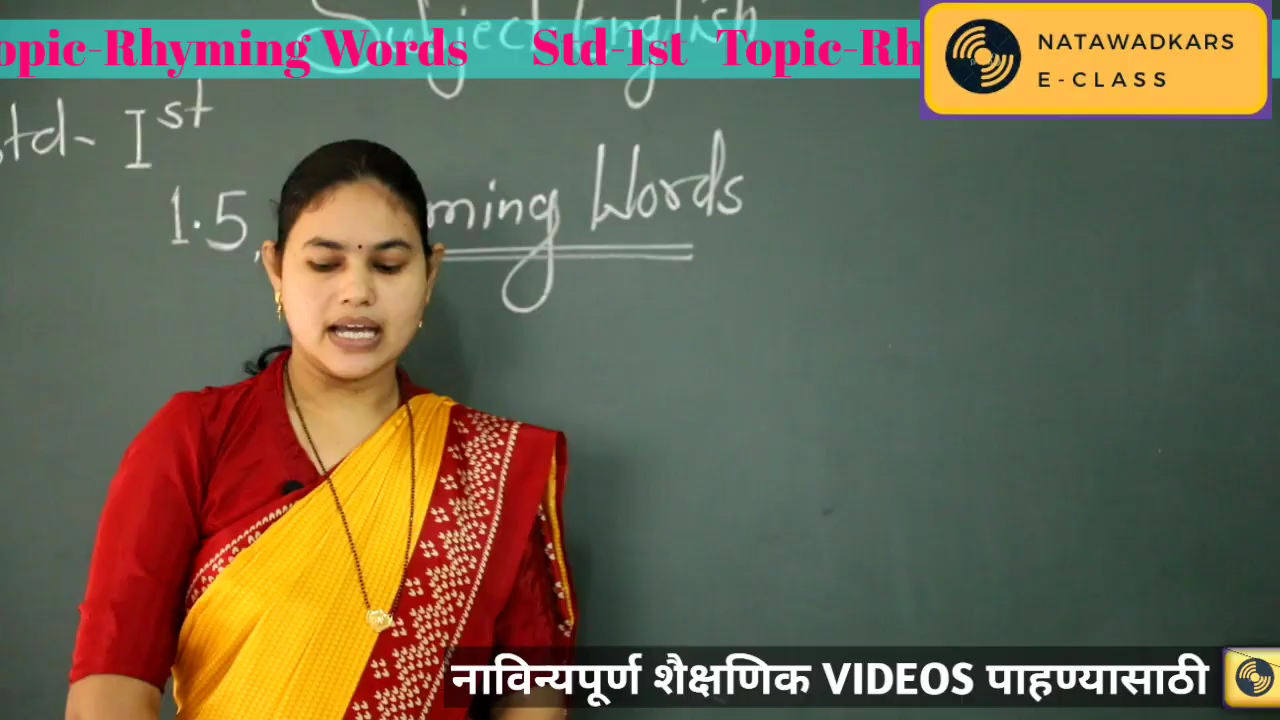 opic-Rhyming Words Std-1st Topic-Rh
NATAWADKARS
E-CLASS
Subject English
Std- Ist
1.5, ming Words
नाविन्यपूर्ण शैक्षणिक VIDEOS पाहण्यासाठी